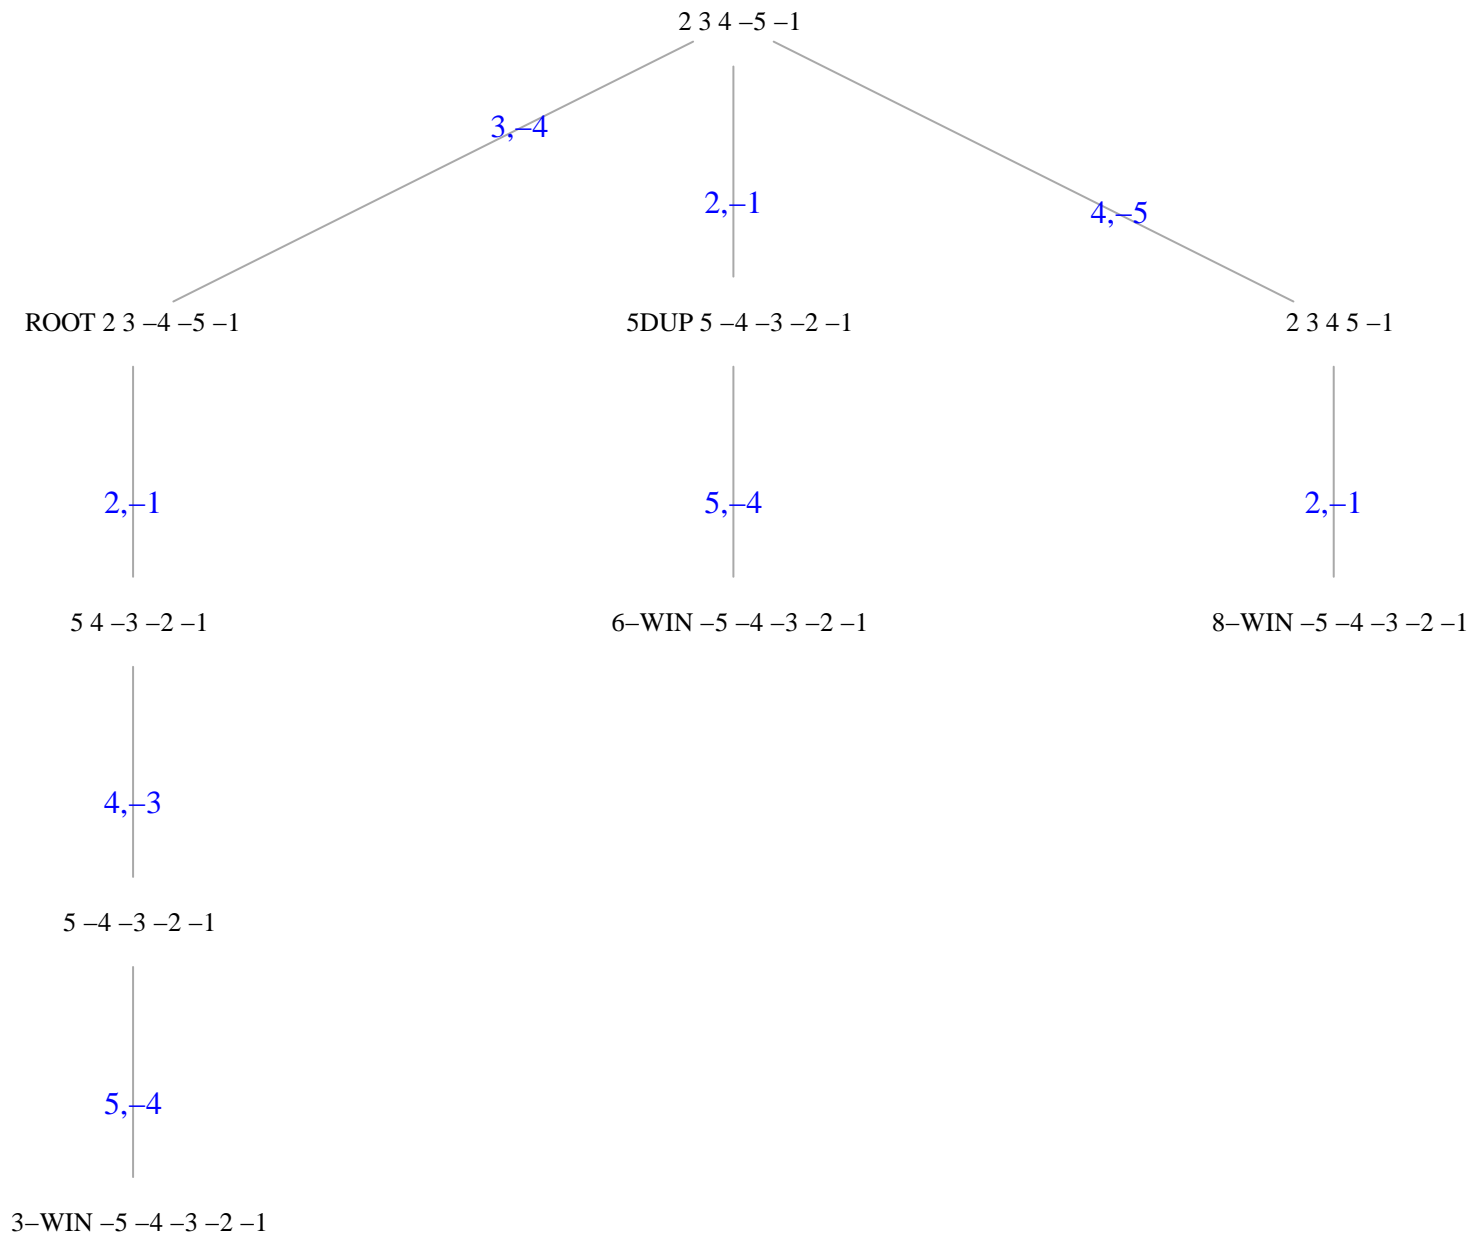 2 3 4 –5 –1
3,–4
2,–1
4,–5
ROOT 2 3 –4 –5 –1
5DUP 5 –4 –3 –2 –1
2 3 4 5 –1
2,–1
5,–4
2,–1
5 4 –3 –2 –1
6–WIN –5 –4 –3 –2 –1
8–WIN –5 –4 –3 –2 –1
4,–3
5 –4 –3 –2 –1
5,–4
3–WIN –5 –4 –3 –2 –1